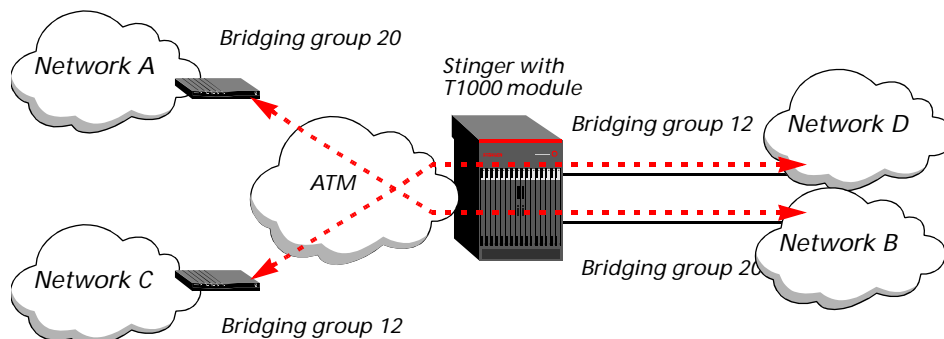 Bridging group 20
Network A
Stinger with
T1000 module
Bridging group 12
Network D
ATM
Network B
Network C
Bridging group 20
Bridging group 12